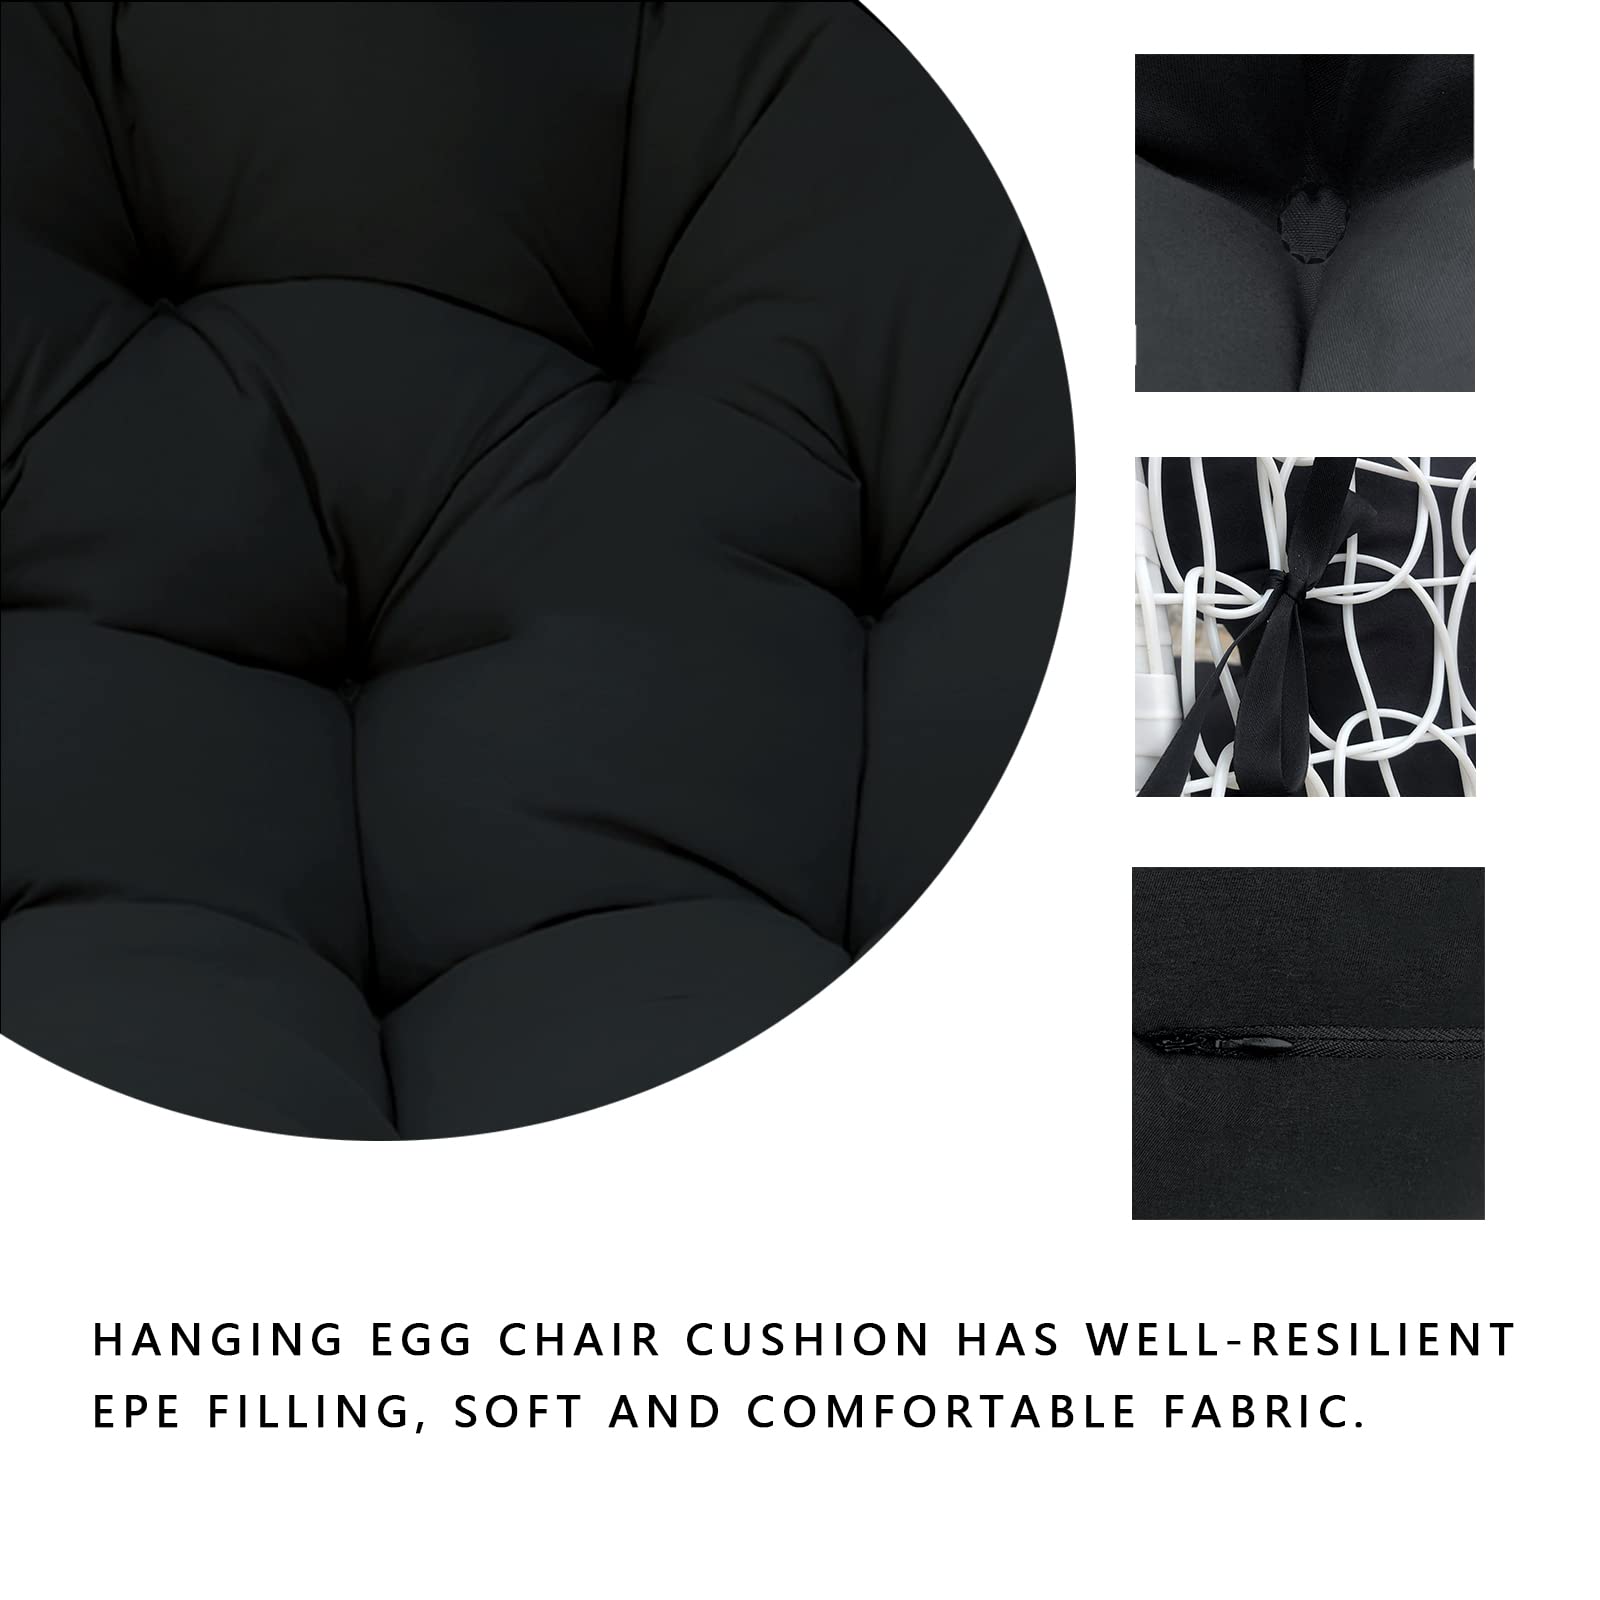 HANGING EGG CHAIR CUSHION HAS WELL-RESILIENT
EPE FILLING, SOFT AND COMFORTABLE FABRIC.